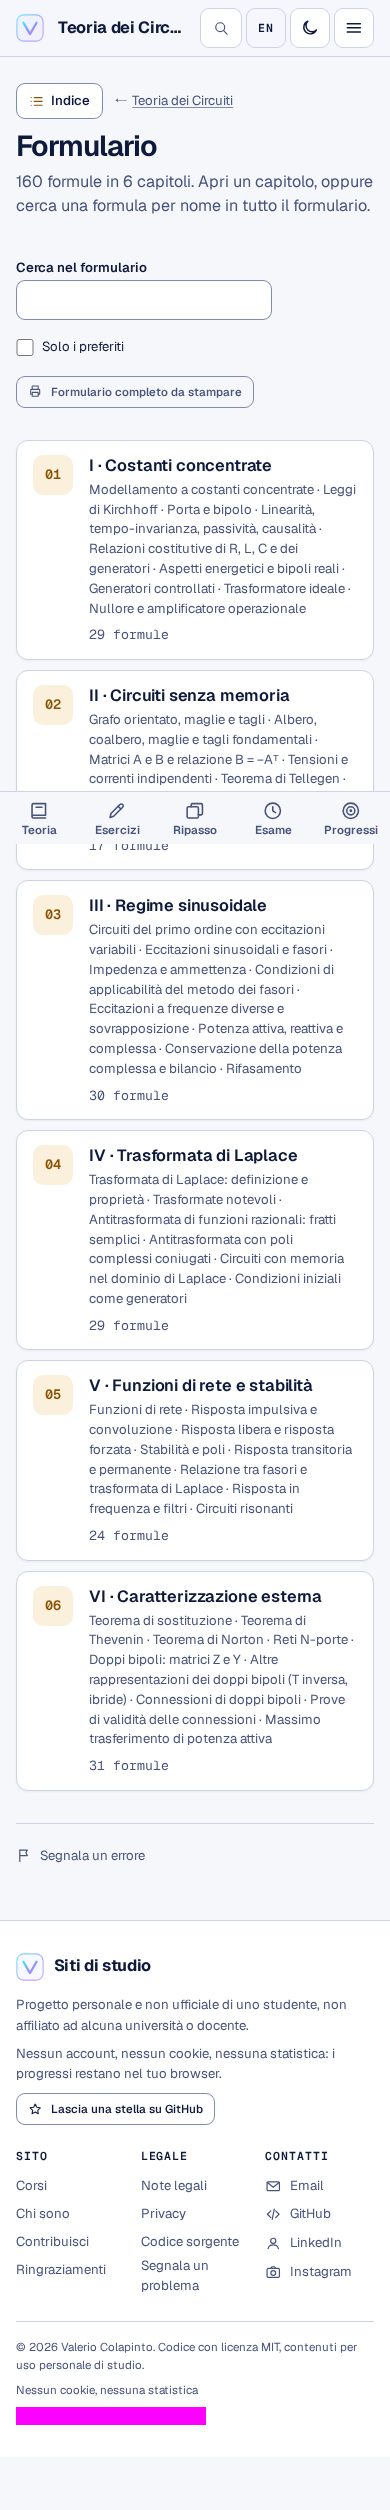 Teoria dei Circ...
EN
Indice
← Teoria dei Circuiti
Formulario
160 formule in 6 capitoli. Apri un capitolo, oppure
cerca una formula per nome in tutto il formulario.
Cerca nel formulario
Solo i preferiti
Formulario completo da stampare
01
I · Costanti concentrate
Modellamento a costanti concentrate · Leggi
di Kirchhoff · Porta e bipolo · Linearità,
tempo-invarianza, passività, causalità ·
Relazioni costitutive di R, L, C e dei
generatori · Aspetti energetici e bipoli reali ·
Generatori controllati · Trasformatore ideale ·
Nullore e amplificatore operazionale
29 formule
02
II · Circuiti senza memoria
Grafo orientato, maglie e tagli · Albero,
coalbero, maglie e tagli fondamentali ·
Matrici A e B e relazione B = −Aᵀ · Tensioni e
correnti indipendenti · Teorema di Tellegen ·
Teoria
Esercizi
Ripasso
Esame
Progressi
17 formule
03
III · Regime sinusoidale
Circuiti del primo ordine con eccitazioni
variabili · Eccitazioni sinusoidali e fasori ·
Impedenza e ammettenza · Condizioni di
applicabilità del metodo dei fasori ·
Eccitazioni a frequenze diverse e
sovrapposizione · Potenza attiva, reattiva e
complessa · Conservazione della potenza
complessa e bilancio · Rifasamento
30 formule
04
IV · Trasformata di Laplace
Trasformata di Laplace: definizione e
proprietà · Trasformate notevoli ·
Antitrasformata di funzioni razionali: fratti
semplici · Antitrasformata con poli
complessi coniugati · Circuiti con memoria
nel dominio di Laplace · Condizioni iniziali
come generatori
29 formule
05
V · Funzioni di rete e stabilità
Funzioni di rete · Risposta impulsiva e
convoluzione · Risposta libera e risposta
forzata · Stabilità e poli · Risposta transitoria
e permanente · Relazione tra fasori e
trasformata di Laplace · Risposta in
frequenza e filtri · Circuiti risonanti
24 formule
06
VI · Caratterizzazione esterna
Teorema di sostituzione · Teorema di
Thevenin · Teorema di Norton · Reti N-porte ·
Doppi bipoli: matrici Z e Y · Altre
rappresentazioni dei doppi bipoli (T inversa,
ibride) · Connessioni di doppi bipoli · Prove
di validità delle connessioni · Massimo
trasferimento di potenza attiva
31 formule
Segnala un errore
Siti di studio
Progetto personale e non ufficiale di uno studente, non
affiliato ad alcuna università o docente.
Nessun account, nessun cookie, nessuna statistica: i
progressi restano nel tuo browser.
Lascia una stella su GitHub
SITO
Corsi
Chi sono
Contribuisci
Ringraziamenti
LEGALE
Note legali
Privacy
Codice sorgente
Segnala un
problema
CONTATTI
Email
GitHub
LinkedIn
Instagram
© 2026 Valerio Colapinto. Codice con licenza MIT, contenuti per
uso personale di studio.
Nessun cookie, nessuna statistica